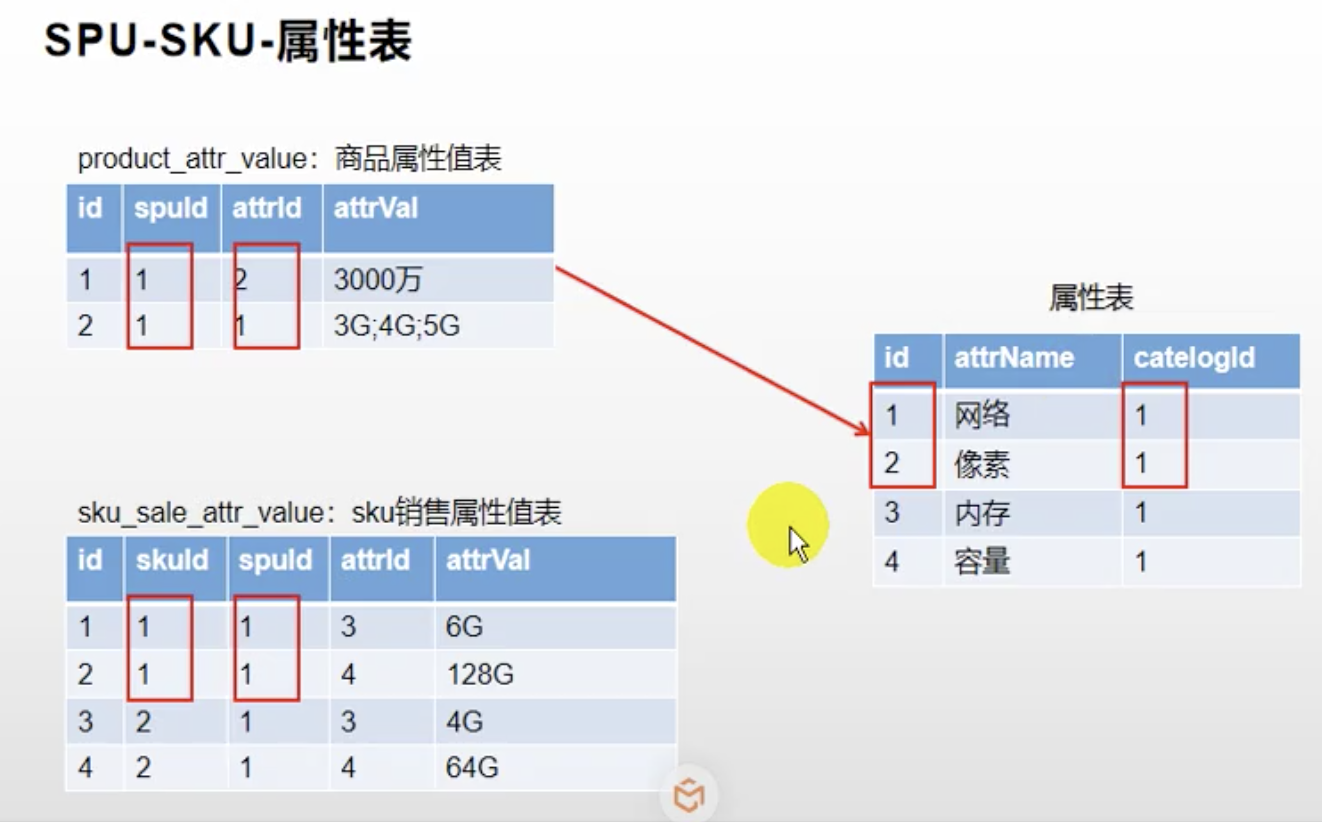 SPU-SKU-属性表
product_attr_value：商品属性值表
id spuId attrId attrVal
1 1 2 3000万
2 1 1 3G;4G;5G
属性表
id attrName catelogId
1 网络 1
2 像素 1
3 内存 1
4 容量 1
sku_sale_attr_value：sku销售属性值表
id skuId spuId attrId attrVal
1 1 1 3 6G
2 1 1 4 128G
3 2 1 3 4G
4 2 1 4 64G